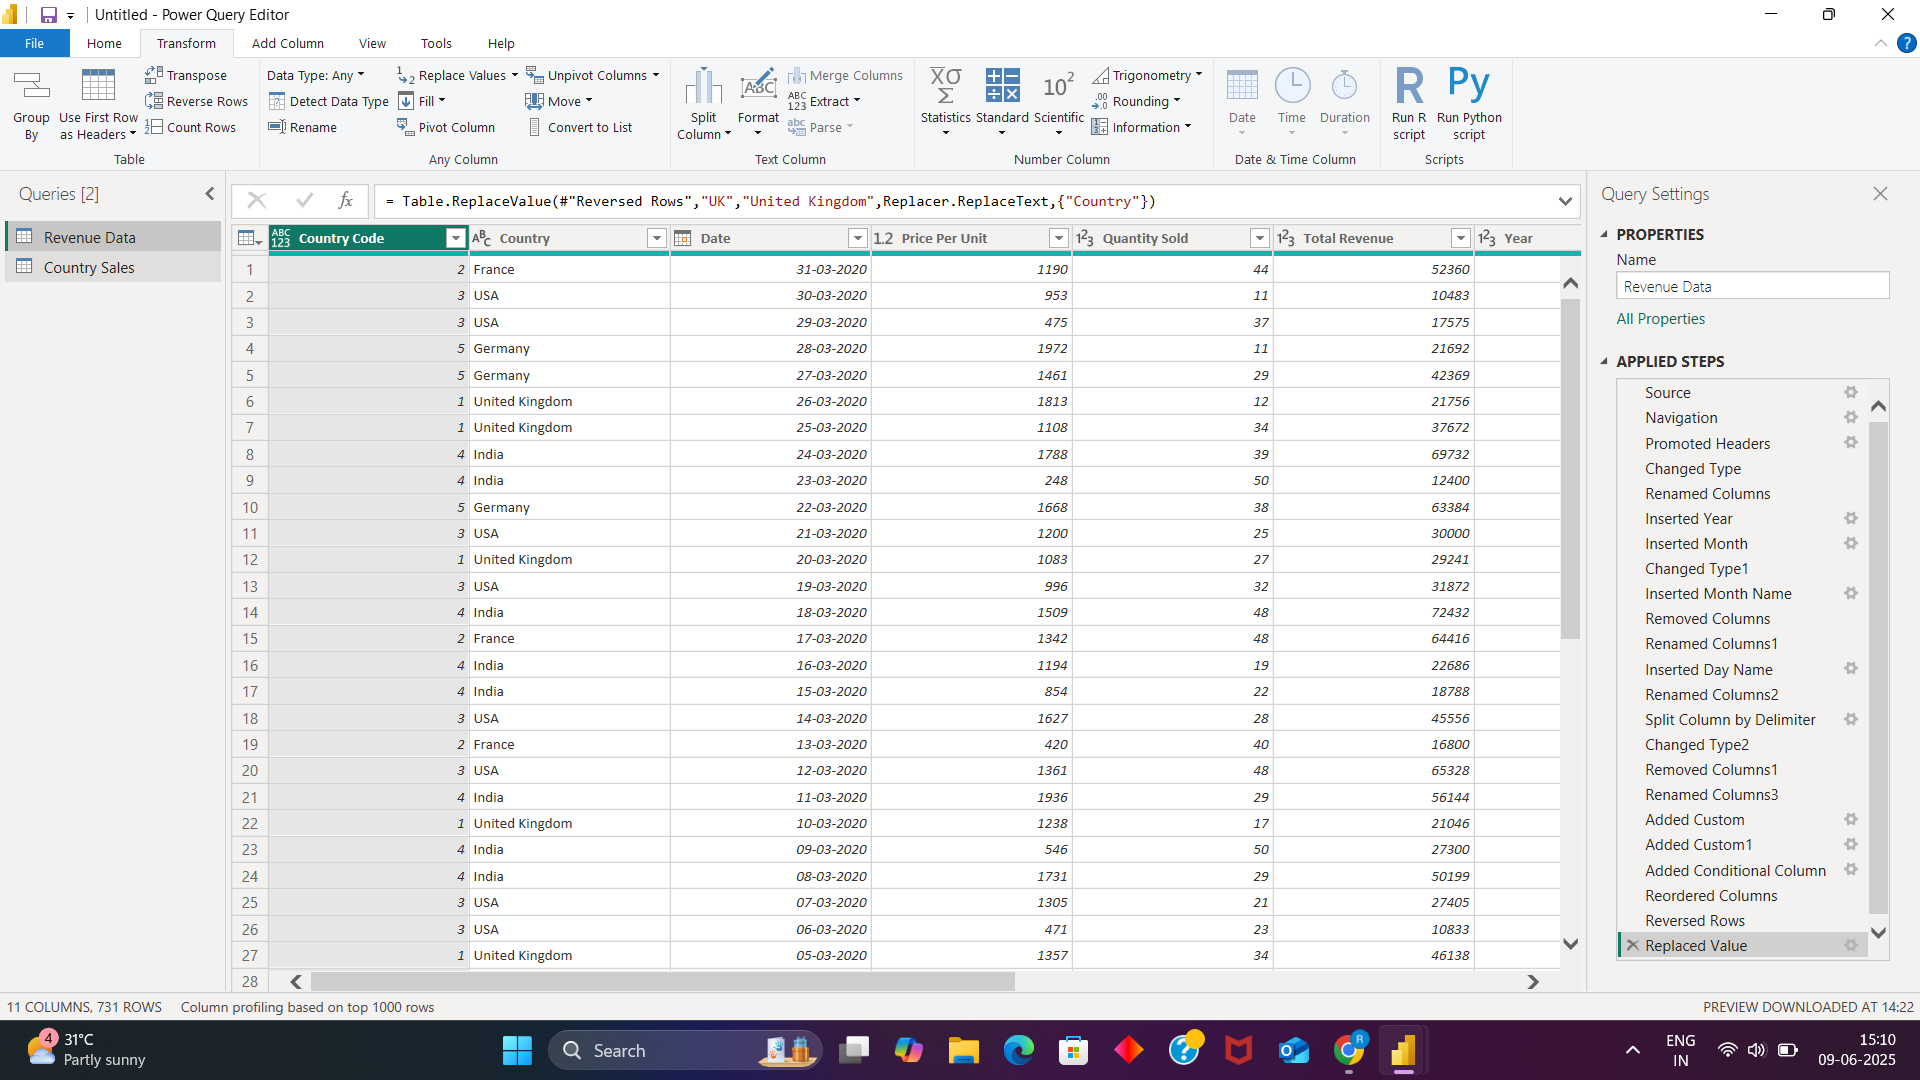 Untitled - Power Query Editor
File Home Transform Add Column View Tools Help
Group By
Use First Row as Headers
Transpose
Reverse Rows
Count Rows
Table
Data Type: Any
Detect Data Type
Rename
Replace Values
Fill
Pivot Column
Unpivot Columns
Move
Convert to List
Any Column
Split Column
Format
Merge Columns
Extract
Parse
Text Column
Statistics
Standard
Scientific
Trigonometry
Rounding
Information
Number Column
Date
Time
Duration
Date & Time Column
Run R script
Run Python script
Scripts
Queries [2]
Revenue Data
Country Sales
= Table.ReplaceValue(#"Reversed Rows","UK","United Kingdom",Replacer.ReplaceText,{"Country"})
Country Code Country Date Price Per Unit Quantity Sold Total Revenue Year
1 2 France 31-03-2020 1190 44 52360
2 3 USA 30-03-2020 953 11 10483
3 3 USA 29-03-2020 475 37 17575
4 5 Germany 28-03-2020 1972 11 21692
5 5 Germany 27-03-2020 1461 29 42369
6 1 United Kingdom 26-03-2020 1813 12 21756
7 1 United Kingdom 25-03-2020 1108 34 37672
8 4 India 24-03-2020 1788 39 69732
9 4 India 23-03-2020 248 50 12400
10 5 Germany 22-03-2020 1668 38 63384
11 3 USA 21-03-2020 1200 25 30000
12 1 United Kingdom 20-03-2020 1083 27 29241
13 3 USA 19-03-2020 996 32 31872
14 4 India 18-03-2020 1509 48 72432
15 2 France 17-03-2020 1342 48 64416
16 4 India 16-03-2020 1194 19 22686
17 4 India 15-03-2020 854 22 18788
18 3 USA 14-03-2020 1627 28 45556
19 2 France 13-03-2020 420 40 16800
20 3 USA 12-03-2020 1361 48 65328
21 4 India 11-03-2020 1936 29 56144
22 1 United Kingdom 10-03-2020 1238 17 21046
23 4 India 09-03-2020 546 50 27300
24 4 India 08-03-2020 1731 29 50199
25 3 USA 07-03-2020 1305 21 27405
26 3 USA 06-03-2020 471 23 10833
27 1 United Kingdom 05-03-2020 1357 34 46138
28
Query Settings
PROPERTIES
Name
Revenue Data
All Properties
APPLIED STEPS
Source
Navigation
Promoted Headers
Changed Type
Renamed Columns
Inserted Year
Inserted Month
Changed Type1
Inserted Month Name
Removed Columns
Renamed Columns1
Inserted Day Name
Renamed Columns2
Split Column by Delimiter
Changed Type2
Removed Columns1
Renamed Columns3
Added Custom
Added Custom1
Added Conditional Column
Reordered Columns
Reversed Rows
Replaced Value
11 COLUMNS, 731 ROWS Column profiling based on top 1000 rows
PREVIEW DOWNLOADED AT 14:22
4
31°C
Partly sunny
Search
ENG
IN
15:10
09-06-2025